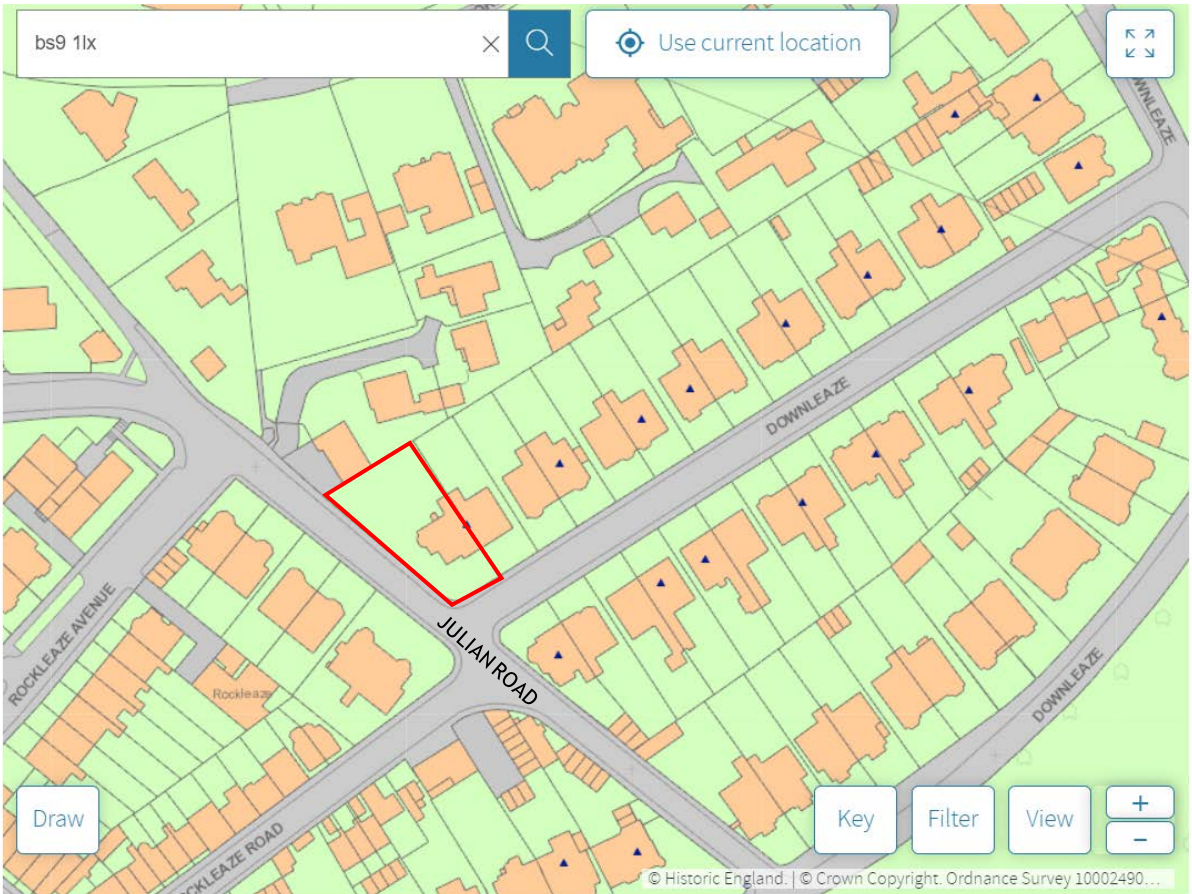 bs9 1lx
Use current location
WNLEAZE
DOWNLEAZE
JULIAN ROAD
ROCKLEAZE AVENUE
Rockleaze
DOWNLEAZE
CKLEAZE ROAD
Draw
Key
Filter
View
+
−
© Historic England. | © Crown Copyright. Ordnance Survey 10002490...